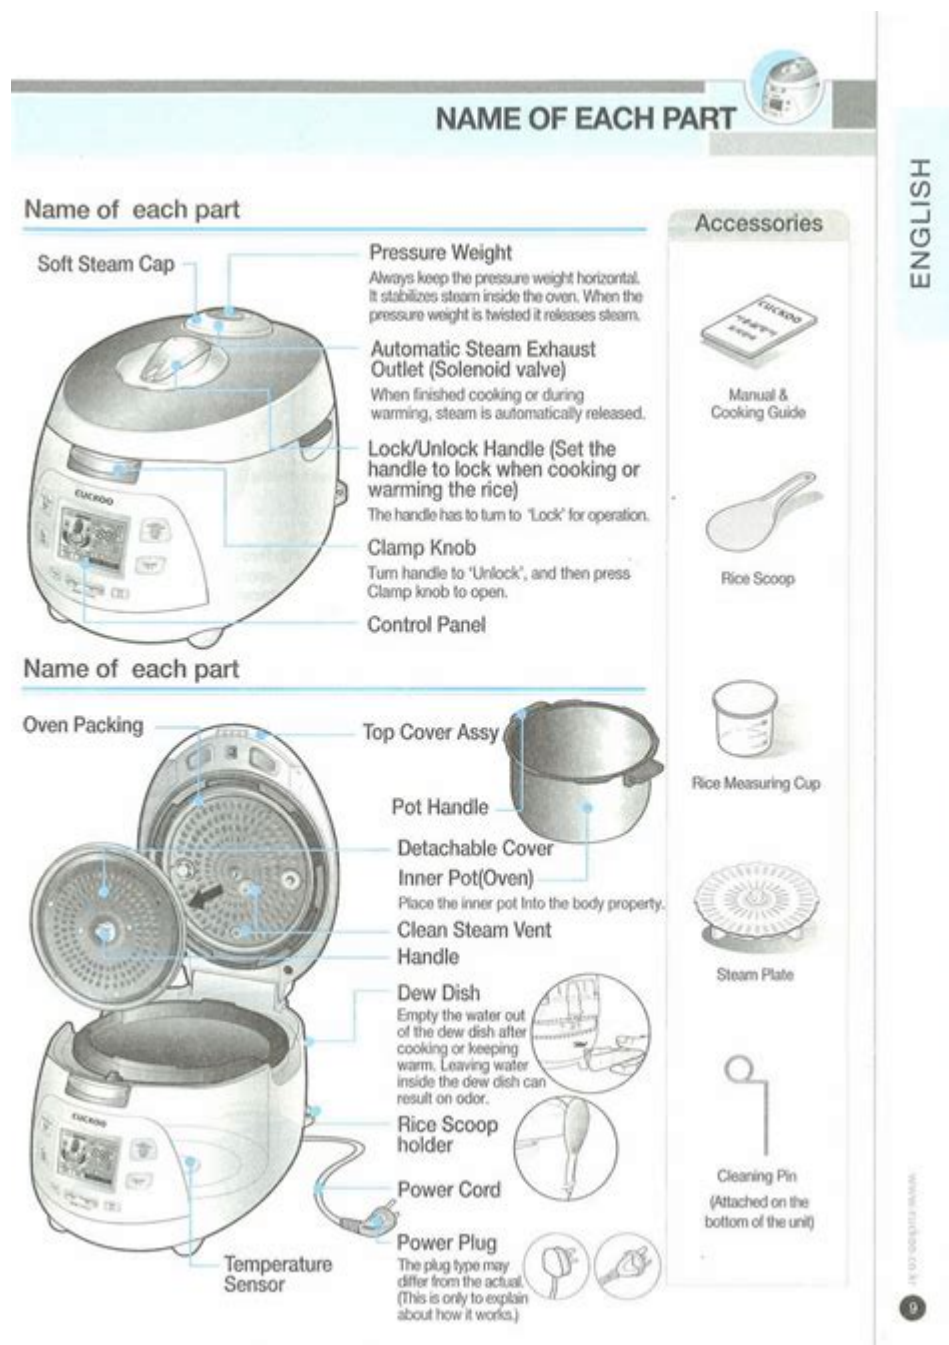 NAME OF EACH PART
ENGLISH
Name of each part
Soft Steam Cap
Pressure Weight
Always keep the pressure weight horizontal.
It stabilizes steam inside the oven. When the
pressure weight is twisted it releases steam.
Automatic Steam Exhaust
Outlet (Solenoid valve)
When finished cooking or during
warming, steam is automatically released.
Lock/Unlock Handle (Set the
handle to lock when cooking or
warming the rice)
The handle has to turn to 'Lock' for operation.
Clamp Knob
Turn handle to 'Unlock', and then press
Clamp knob to open.
Control Panel
CUCKOO
Name of each part
Oven Packing
Top Cover Assy
Pot Handle
Detachable Cover
Inner Pot(Oven)
Place the inner pot Into the body property.
Clean Steam Vent
Handle
Dew Dish
Empty the water out
of the dew dish after
cooking or keeping
warm. Leaving water
inside the dew dish can
result on odor.
Rice Scoop
holder
Power Cord
Power Plug
The plug type may
differ from the actual.
(This is only to explain
about how it works.)
Temperature
Sensor
CUCKOO
Accessories
CUCKOO
Manual &
Cooking Guide
Rice Scoop
Rice Measuring Cup
Steam Plate
Cleaning Pin
(Attached on the
bottom of the unit)
www.cuckoo.co.kr
9